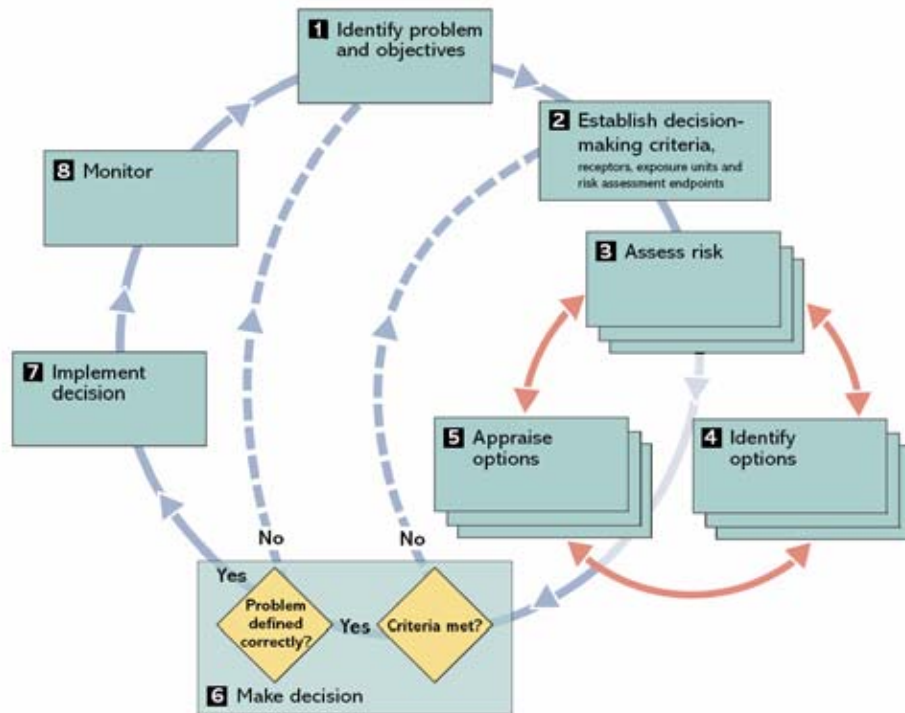 1 Identify problem
and objectives
2 Establish decision-
making criteria,
receptors, exposure units and
risk assessment endpoints
8 Monitor
3 Assess risk
7 Implement
decision
5 Appraise
options
4 Identify
options
No
No
Yes
Problem
defined
correctly?
Yes
Criteria met?
6 Make decision